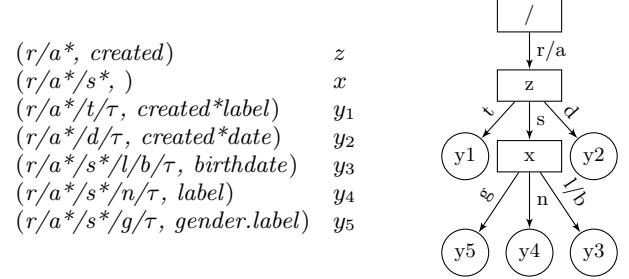 (r/a*, created) z
(r/a*/s*, ) x
(r/a*/t/τ, created*label) y₁
(r/a*/d/τ, created*date) y₂
(r/a*/s*/l/b/τ, birthdate) y₃
(r/a*/s*/n/τ, label) y₄
(r/a*/s*/g/τ, gender.label) y₅
/
r/a
z
t s d
y1 x y2
g n l/b
y5 y4 y3